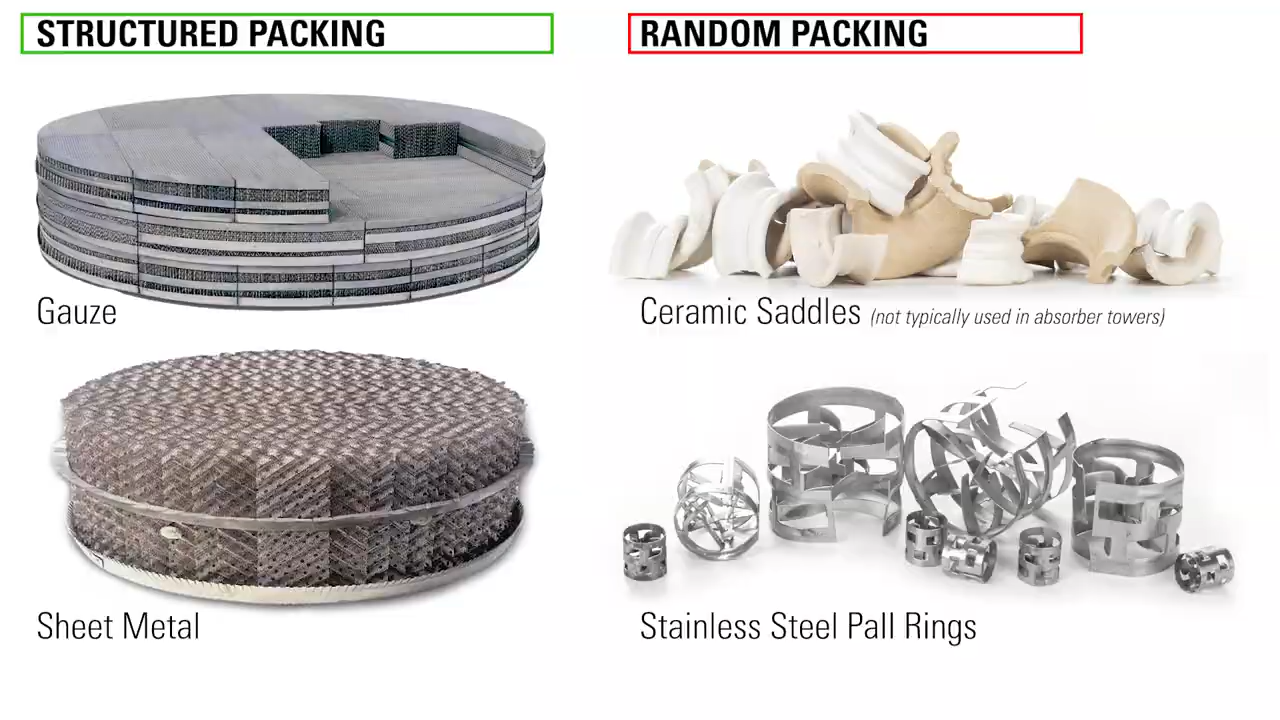 STRUCTURED PACKING
RANDOM PACKING
Gauze
Ceramic Saddles (not typically used in absorber towers)
Sheet Metal
Stainless Steel Pall Rings